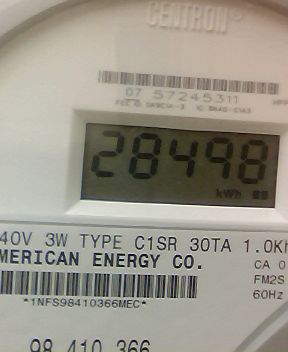 CENTRON®
07 57245311
28498
kWh
40V 3W TYPE C1SR 30TA 1.0Kh
MERICAN ENERGY CO.
CA 0
FM2S
60Hz
*1NFS98410366MEC*
98 410 366